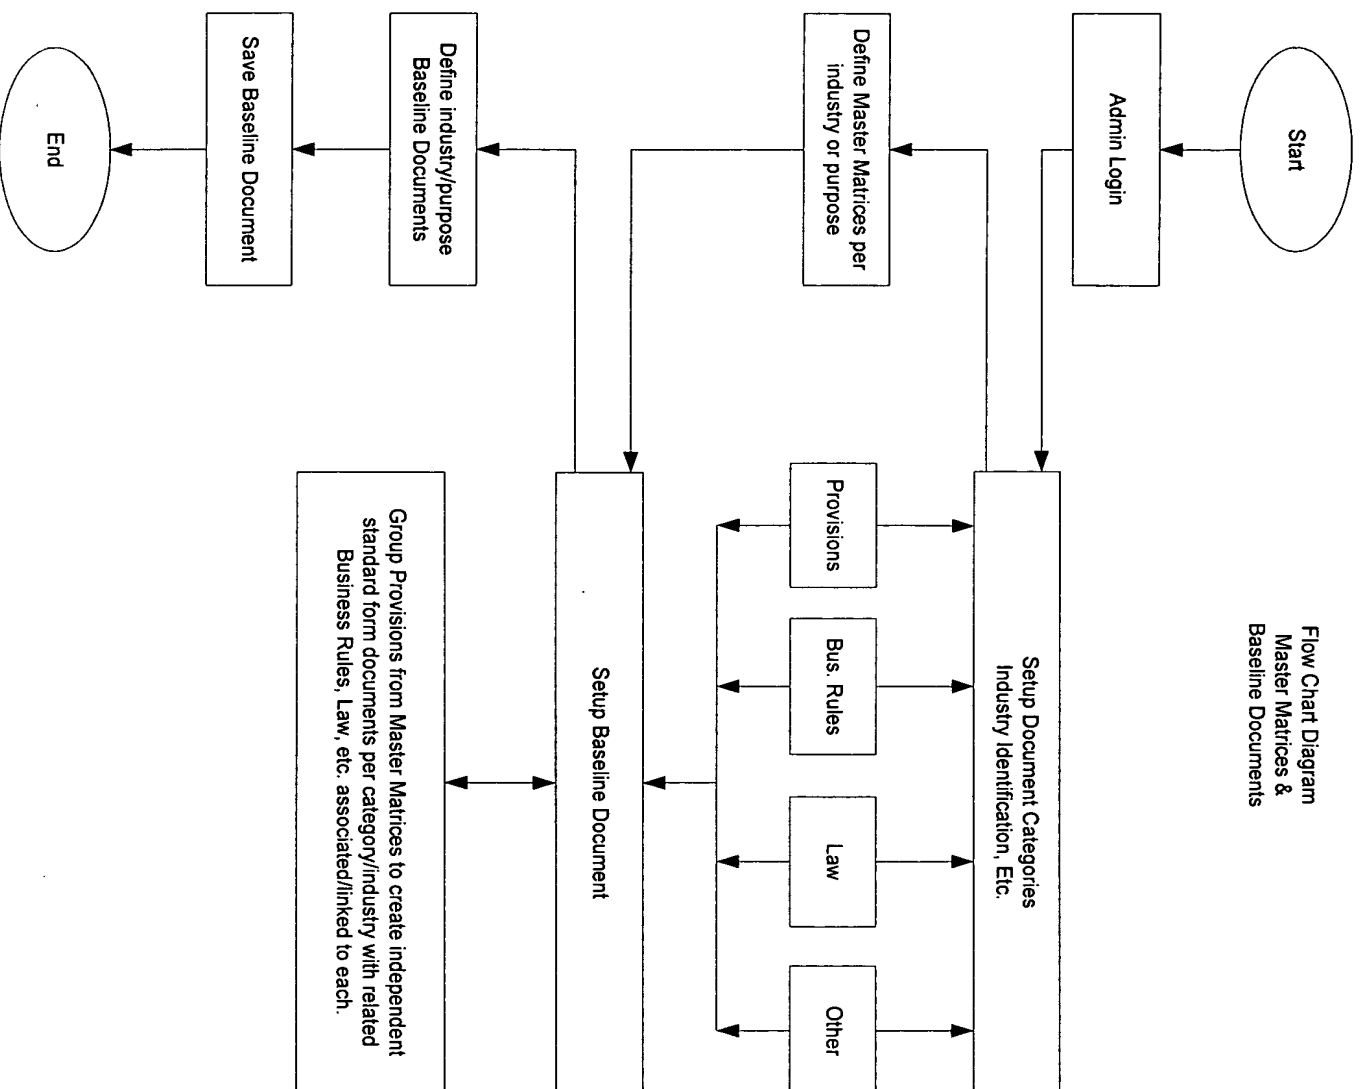 Flow Chart Diagram
Master Matrices &
Baseline Documents
Start
Admin Login
Setup Document Categories
Industry Identification, Etc.
Define Master Matrices per
industry or purpose
Provisions
Bus. Rules
Law
Other
Setup Baseline Document
Define industry/purpose
Baseline Documents
Group Provisions from Master Matrices to create independent
standard form documents per category/industry with related
Business Rules, Law, etc. associated/linked to each.
Save Baseline Document
End